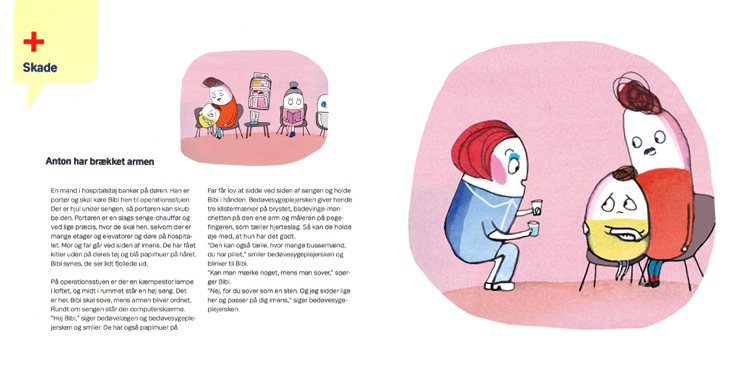 Skade
Anton har brækket armen
En mand i hospitalstøj banker på døren. Han er
portør og skal køre Bibi hen til operationsstuen.
Der er hjul under sengen, så portøren kan skub-
be den. Portøren er en slags senge-chauffør og
ved lige præcis, hvor de skal hen, selvom der er
mange etager og elevatorer og døre på hospita-
let. Mor og far går ved siden af imens. De har fået
kitler uden på deres tøj og blå papirhuer på håret.
Bibi synes, de ser lidt fjollede ud.
På operationsstuen er der en kæmpestor lampe
i loftet, og midt i rummet står en høj seng. Det
er her, Bibi skal sove, mens armen bliver ordnet.
Rundt om sengen står der computerskærme.
"Hej Bibi," siger bedøvelægen og bedøvesygeple-
jersken og smiler. De har også papirhuer på.
Far får lov at sidde ved siden af sengen og holde
Bibi i hånden. Bedøvesygeplejersken giver hende
tre klistermærker på brystet, badevinge-man-
chetten på den ene arm og måleren på pege-
fingeren, som tæller hjerteslag. Så kan de holde
øje med, at hun har det godt.
"Den kan også tælle, hvor mange bussemænd,
du har pillet," smiler bedøvesygeplejersken og
blinker til Bibi.
"Kan man mærke noget, mens man sover," spør-
ger Bibi.
"Nej, for du sover som en sten. Og jeg sidder lige
her og passer på dig imens," siger bedøvesyge-
plejersken.